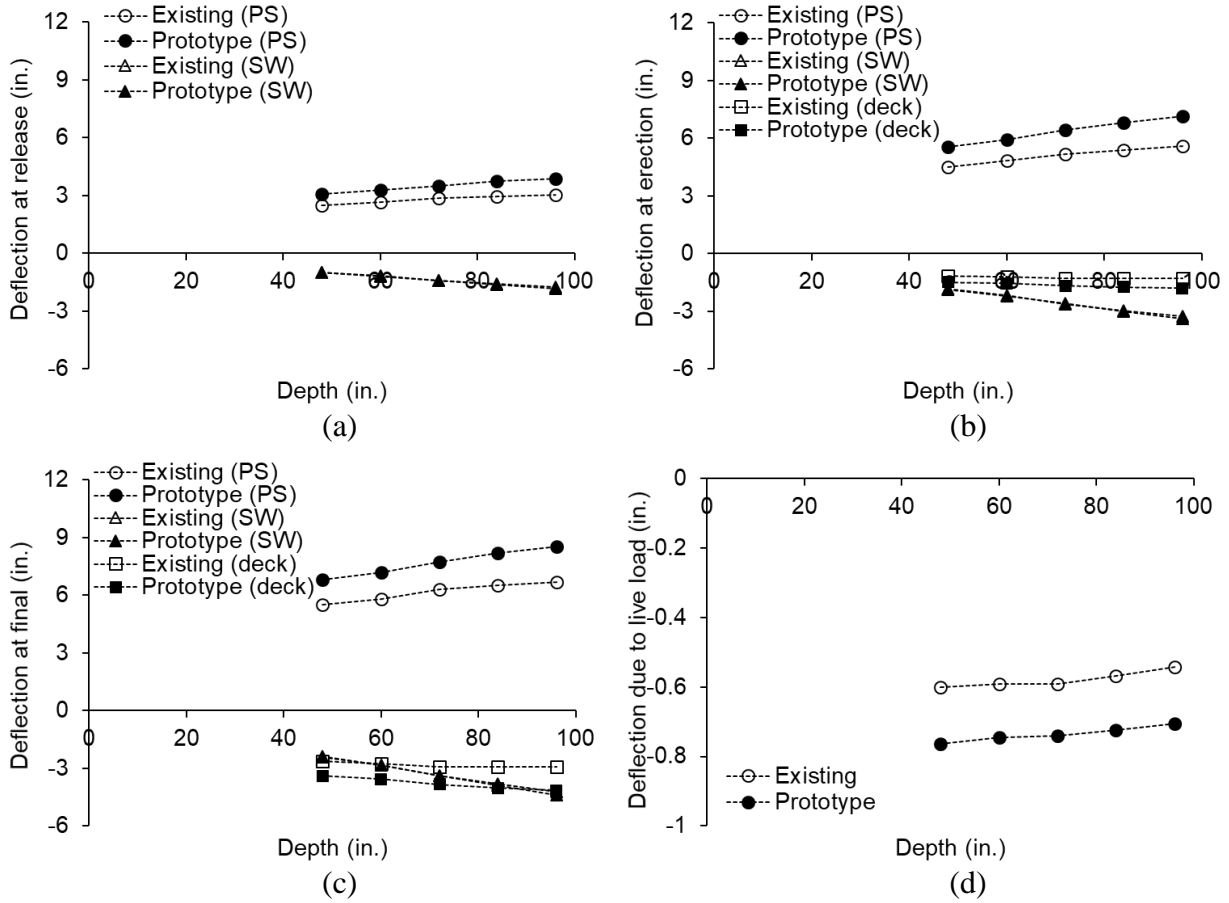 Deflection at release (in.)
12
9
6
3
0
-3
-6
Existing (PS)
Prototype (PS)
Existing (SW)
Prototype (SW)
0 20 40 60 80 100
Depth (in.)
(a)
Deflection at erection (in.)
12
9
6
3
0
-3
-6
Existing (PS)
Prototype (PS)
Existing (SW)
Prototype (SW)
Existing (deck)
Prototype (deck)
0 20 40 60 80 100
Depth (in.)
(b)
Deflection at final (in.)
12
9
6
3
0
-3
-6
Existing (PS)
Prototype (PS)
Existing (SW)
Prototype (SW)
Existing (deck)
Prototype (deck)
0 20 40 60 80 100
Depth (in.)
(c)
Deflection due to live load (in.)
0
-0.2
-0.4
-0.6
-0.8
-1
0 20 40 60 80 100
Existing
Prototype
Depth (in.)
(d)